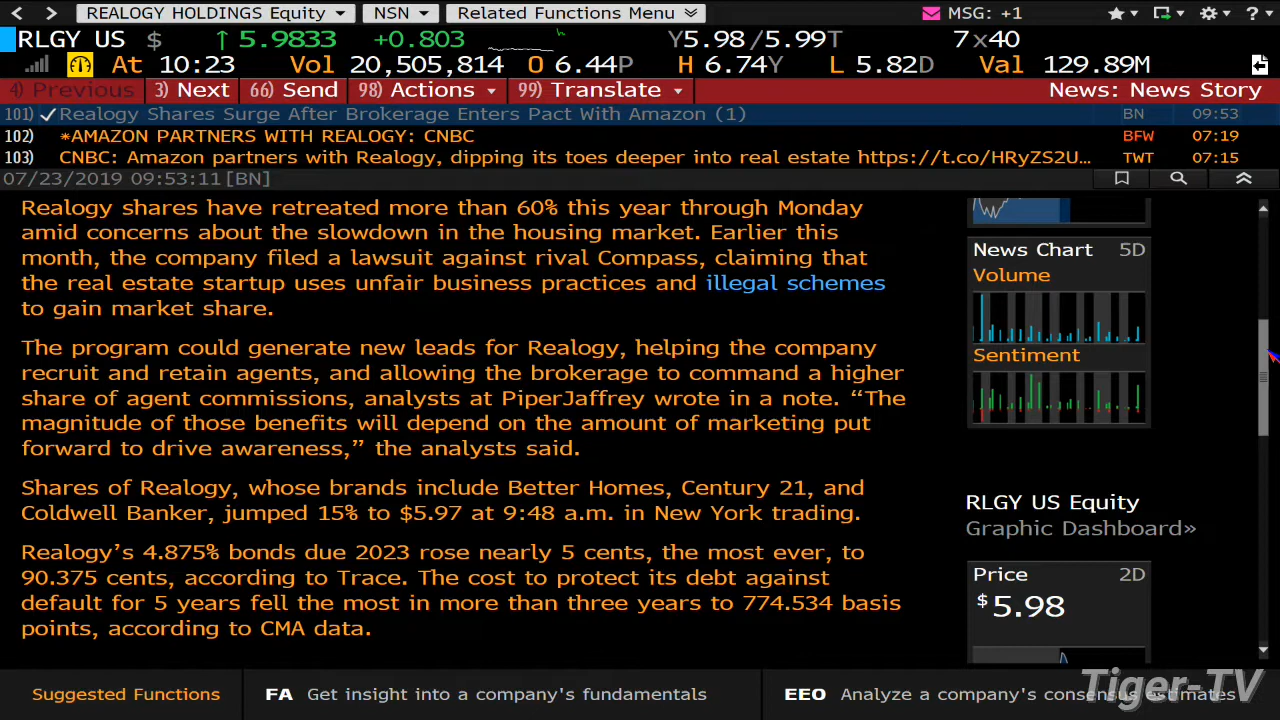 REALOGY HOLDINGS Equity NSN Related Functions Menu MSG: +1 ?
RLGY US $ ↑ 5.9833 +0.803 Y5.98 /5.99T 7 x40
At 10:23 Vol 20,505,814 O 6.44P H 6.74Y L 5.82D Val 129.89M
4) Previous 3) Next 66) Send 98) Actions 99) Translate News: News Story
101) Realogy Shares Surge After Brokerage Enters Pact With Amazon (1) BN 09:53
102) *AMAZON PARTNERS WITH REALOGY: CNBC BFW 07:19
103) CNBC: Amazon partners with Realogy, dipping its toes deeper into real estate https://t.co/HRyZS2U... TWT 07:15
07/23/2019 09:53:11 [BN]
Realogy shares have retreated more than 60% this year through Monday
amid concerns about the slowdown in the housing market. Earlier this
month, the company filed a lawsuit against rival Compass, claiming that
the real estate startup uses unfair business practices and illegal schemes
to gain market share.
The program could generate new leads for Realogy, helping the company
recruit and retain agents, and allowing the brokerage to command a higher
share of agent commissions, analysts at PiperJaffrey wrote in a note. “The
magnitude of those benefits will depend on the amount of marketing put
forward to drive awareness,” the analysts said.
Shares of Realogy, whose brands include Better Homes, Century 21, and
Coldwell Banker, jumped 15% to $5.97 at 9:48 a.m. in New York trading.
Realogy’s 4.875% bonds due 2023 rose nearly 5 cents, the most ever, to
90.375 cents, according to Trace. The cost to protect its debt against
default for 5 years fell the most in more than three years to 774.534 basis
points, according to CMA data.
News Chart 5D
Volume
Sentiment
RLGY US Equity
Graphic Dashboard»
Price 2D
$5.98
Suggested Functions FA Get insight into a company's fundamentals EEO Analyze a company's consensus estimates
Tiger-TV